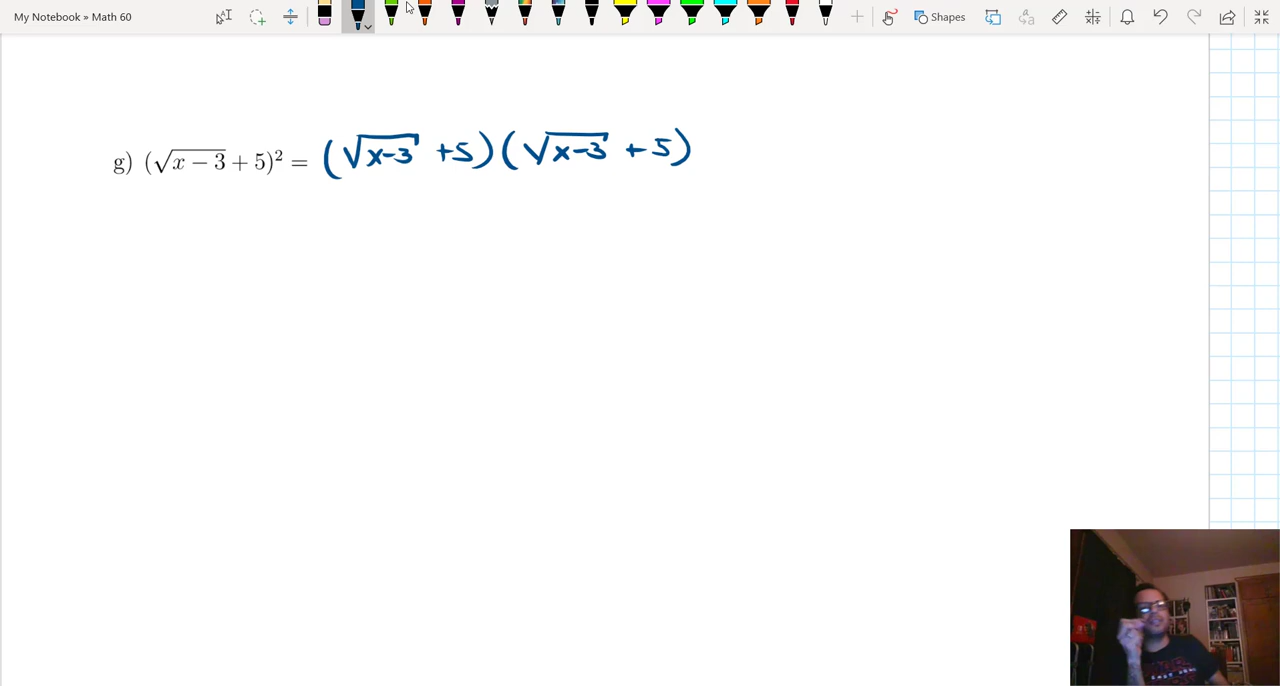 My Notebook » Math 60
Shapes
g) (√x − 3 + 5)² = (√x-3 +5)(√x-3 +5)